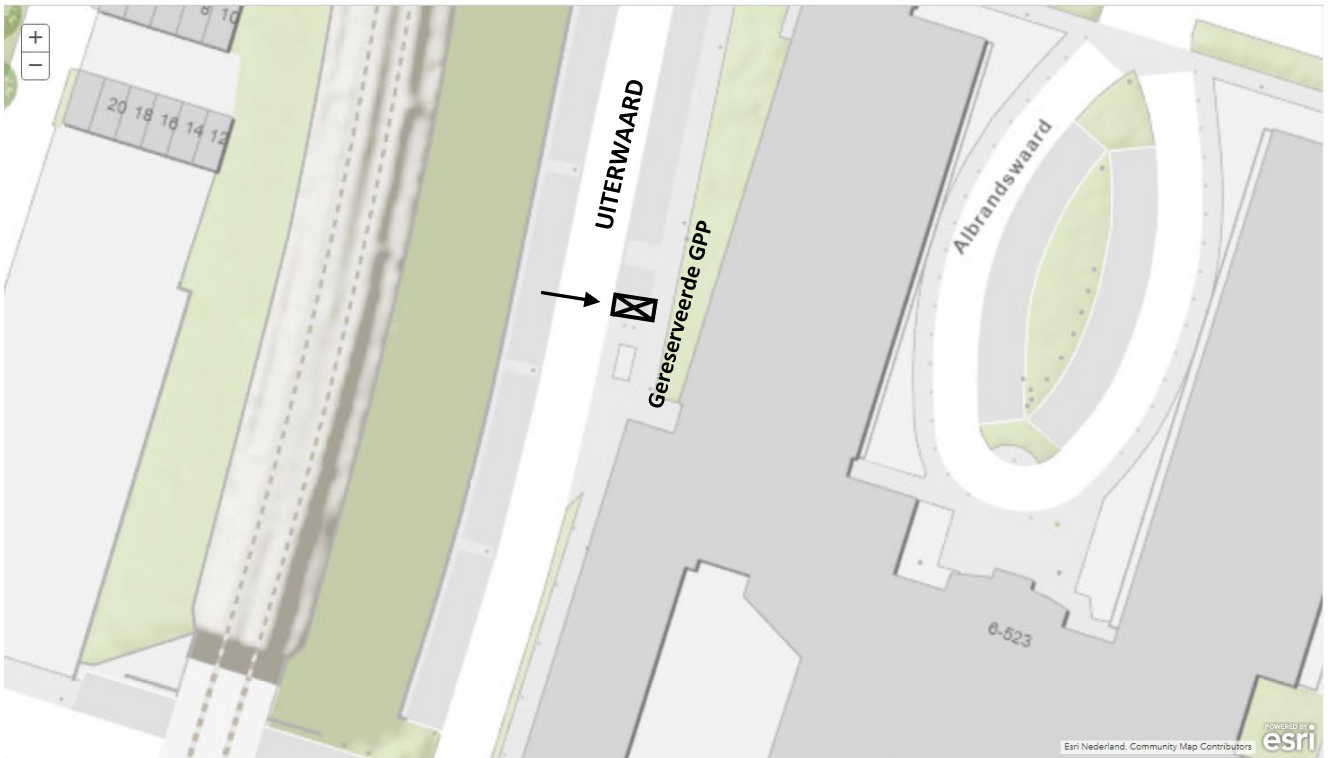 8 10
+
−
20 18 16 14 12
UITERWAARD
Albrandswaard
Gereserveerde GPP
6-523
POWERED BY
esri
Esri Nederland, Community Map Contributors